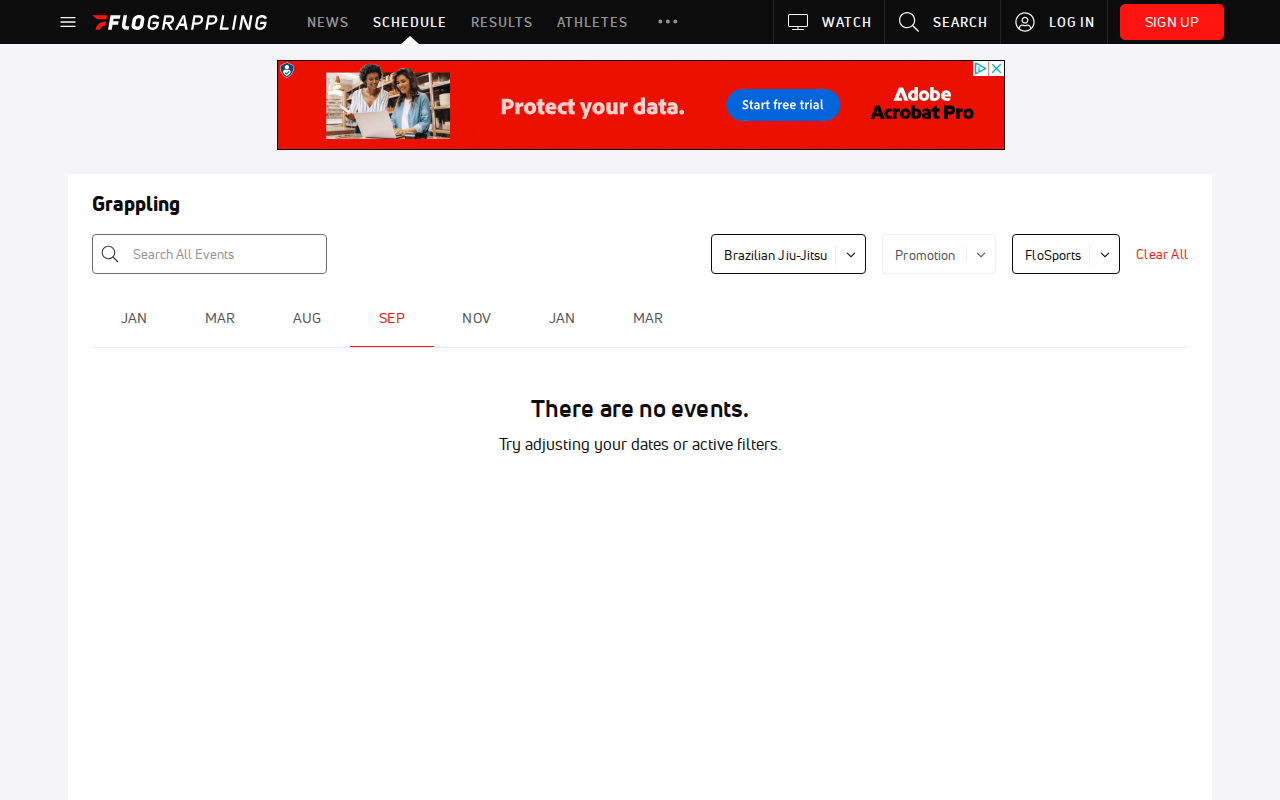 FLOGRAPPLING NEWS SCHEDULE RESULTS ATHLETES ••• WATCH SEARCH LOG IN SIGN UP
Protect your data. Start free trial Adobe
Acrobat Pro
Grappling
Search All Events Brazilian Jiu-Jitsu Promotion FloSports Clear All
JAN MAR AUG SEP NOV JAN MAR
There are no events.
Try adjusting your dates or active filters.